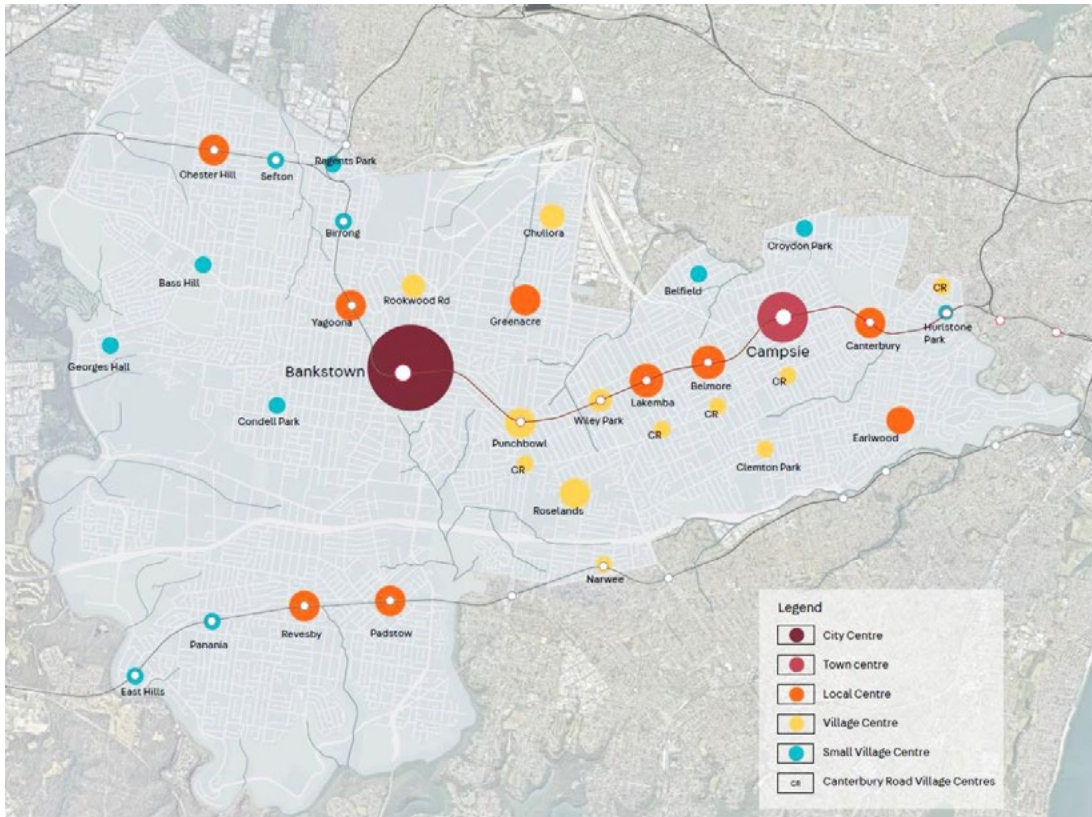 Chester Hill
Sefton
Regents Park
Birrong
Chullora
Croydon Park
Bass Hill
Belfield
CR
Rookwood Rd
Yagoona
Greenacre
Hurlstone
Park
Canterbury
Campsie
Georges Hall
Bankstown
Belmore
CR
Lakemba
Condell Park
Wiley Park
CR
Earlwood
Punchbowl
CR
Clemton Park
CR
Roselands
Narwee
Padstow
Revesby
Panania
East Hills
Legend
City Centre
Town centre
Local Centre
Village Centre
Small Village Centre
CR Canterbury Road Village Centres